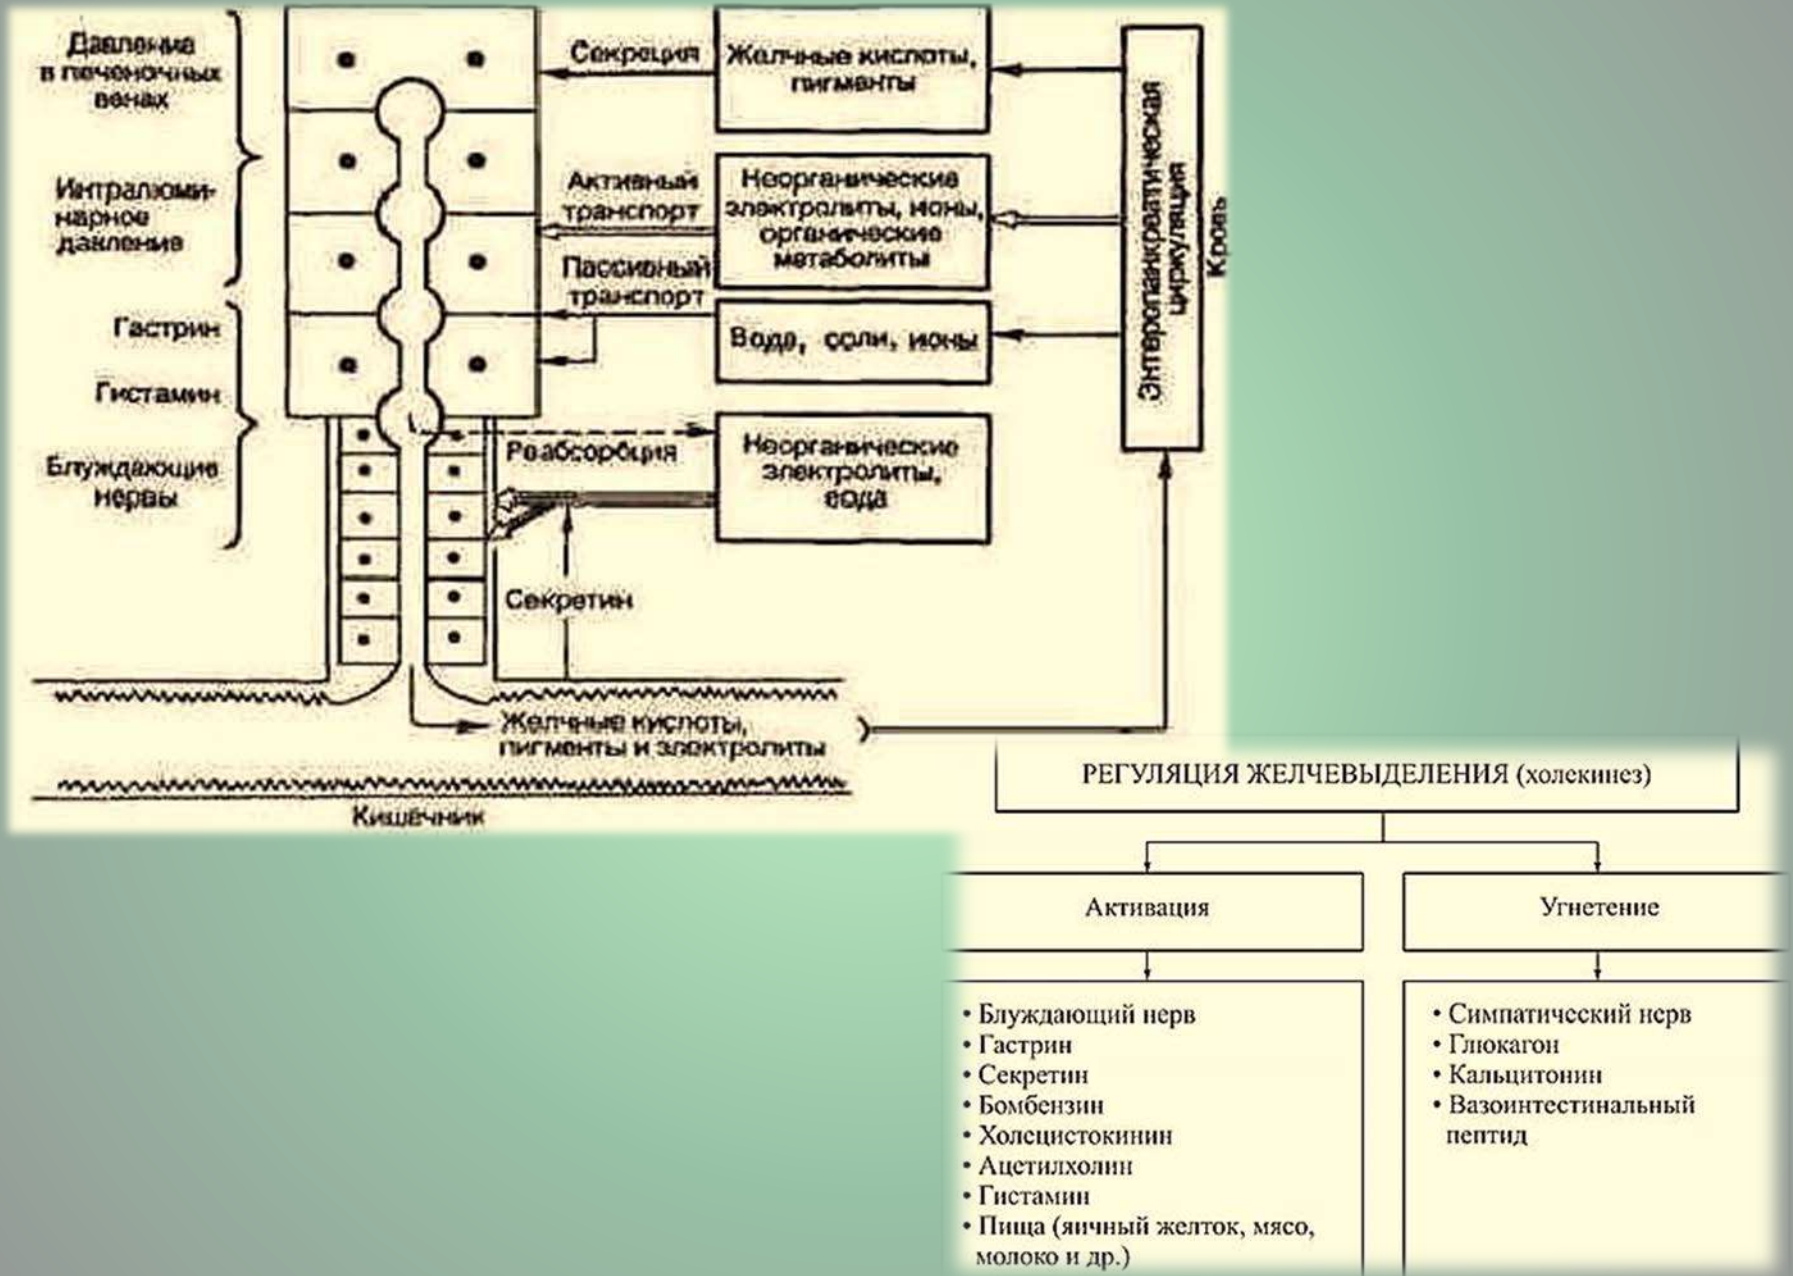 Давление
в печеночных
венах
Интралюми-
нарное
давление
Гастрин
Гистамин
Блуждающие
нервы
Секреция
Активный
транспорт
Пассивный
транспорт
Реабсорбция
Секретин
Желчные кислоты,
пигменты
Неорганические
электролиты, ионы,
органические
метаболиты
Вода, соли, ионы
Неорганические
электролиты,
вода
Энтеропанкреатическая
циркуляция
Кровь
Желчные кислоты,
пигменты и электролиты
Кишечник
РЕГУЛЯЦИЯ ЖЕЛЧЕВЫДЕЛЕНИЯ (холекинез)
Активация
• Блуждающий нерв
• Гастрин
• Секретин
• Бомбензин
• Холецистокинин
• Ацетилхолин
• Гистамин
• Пища (яичный желток, мясо,
молоко и др.)
Угнетение
• Симпатический нерв
• Глюкагон
• Кальцитонин
• Вазоинтестинальный
пептид